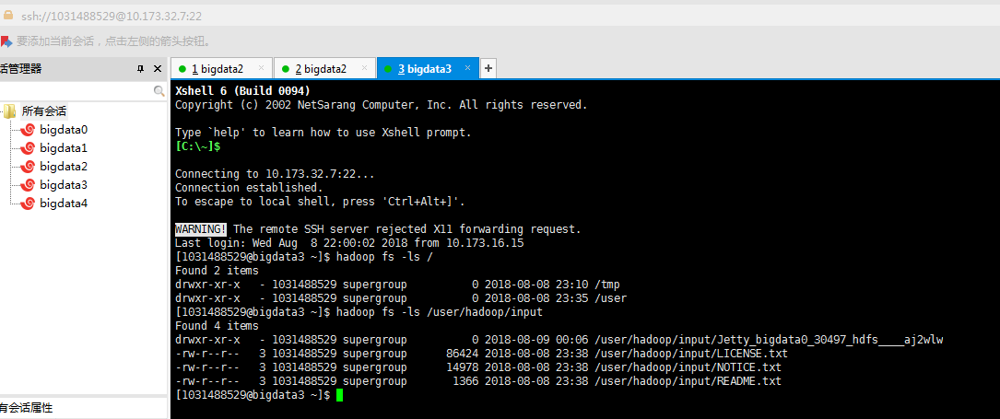 ssh://1031488529@10.173.32.7:22
要添加当前会话，点击左侧的箭头按钮。
话管理器
所有会话
bigdata0
bigdata1
bigdata2
bigdata3
bigdata4
有会话属性
1 bigdata2 × 2 bigdata2 × 3 bigdata3 × +
Xshell 6 (Build 0094)
Copyright (c) 2002 NetSarang Computer, Inc. All rights reserved.
Type `help' to learn how to use Xshell prompt.
[C:\~]$
Connecting to 10.173.32.7:22...
Connection established.
To escape to local shell, press 'Ctrl+Alt+]'.
WARNING! The remote SSH server rejected X11 forwarding request.
Last login: Wed Aug  8 22:00:02 2018 from 10.173.16.15
[1031488529@bigdata3 ~]$ hadoop fs -ls /
Found 2 items
drwxr-xr-x   - 1031488529 supergroup          0 2018-08-08 23:10 /tmp
drwxr-xr-x   - 1031488529 supergroup          0 2018-08-08 23:35 /user
[1031488529@bigdata3 ~]$ hadoop fs -ls /user/hadoop/input
Found 4 items
drwxr-xr-x   - 1031488529 supergroup          0 2018-08-09 00:06 /user/hadoop/input/Jetty_bigdata0_30497_hdfs____aj2wlw
-rw-r--r--   3 1031488529 supergroup      86424 2018-08-08 23:38 /user/hadoop/input/LICENSE.txt
-rw-r--r--   3 1031488529 supergroup      14978 2018-08-08 23:38 /user/hadoop/input/NOTICE.txt
-rw-r--r--   3 1031488529 supergroup       1366 2018-08-08 23:38 /user/hadoop/input/README.txt
[1031488529@bigdata3 ~]$